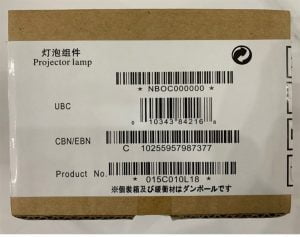 灯泡组件
Projector lamp
* NBOC000000 *
UBC
0 10343 84216 8
CBN/EBN
C 10255957987377
Product No.
* 015C010L18 *
※個装箱及び緩衝材はダンボールです